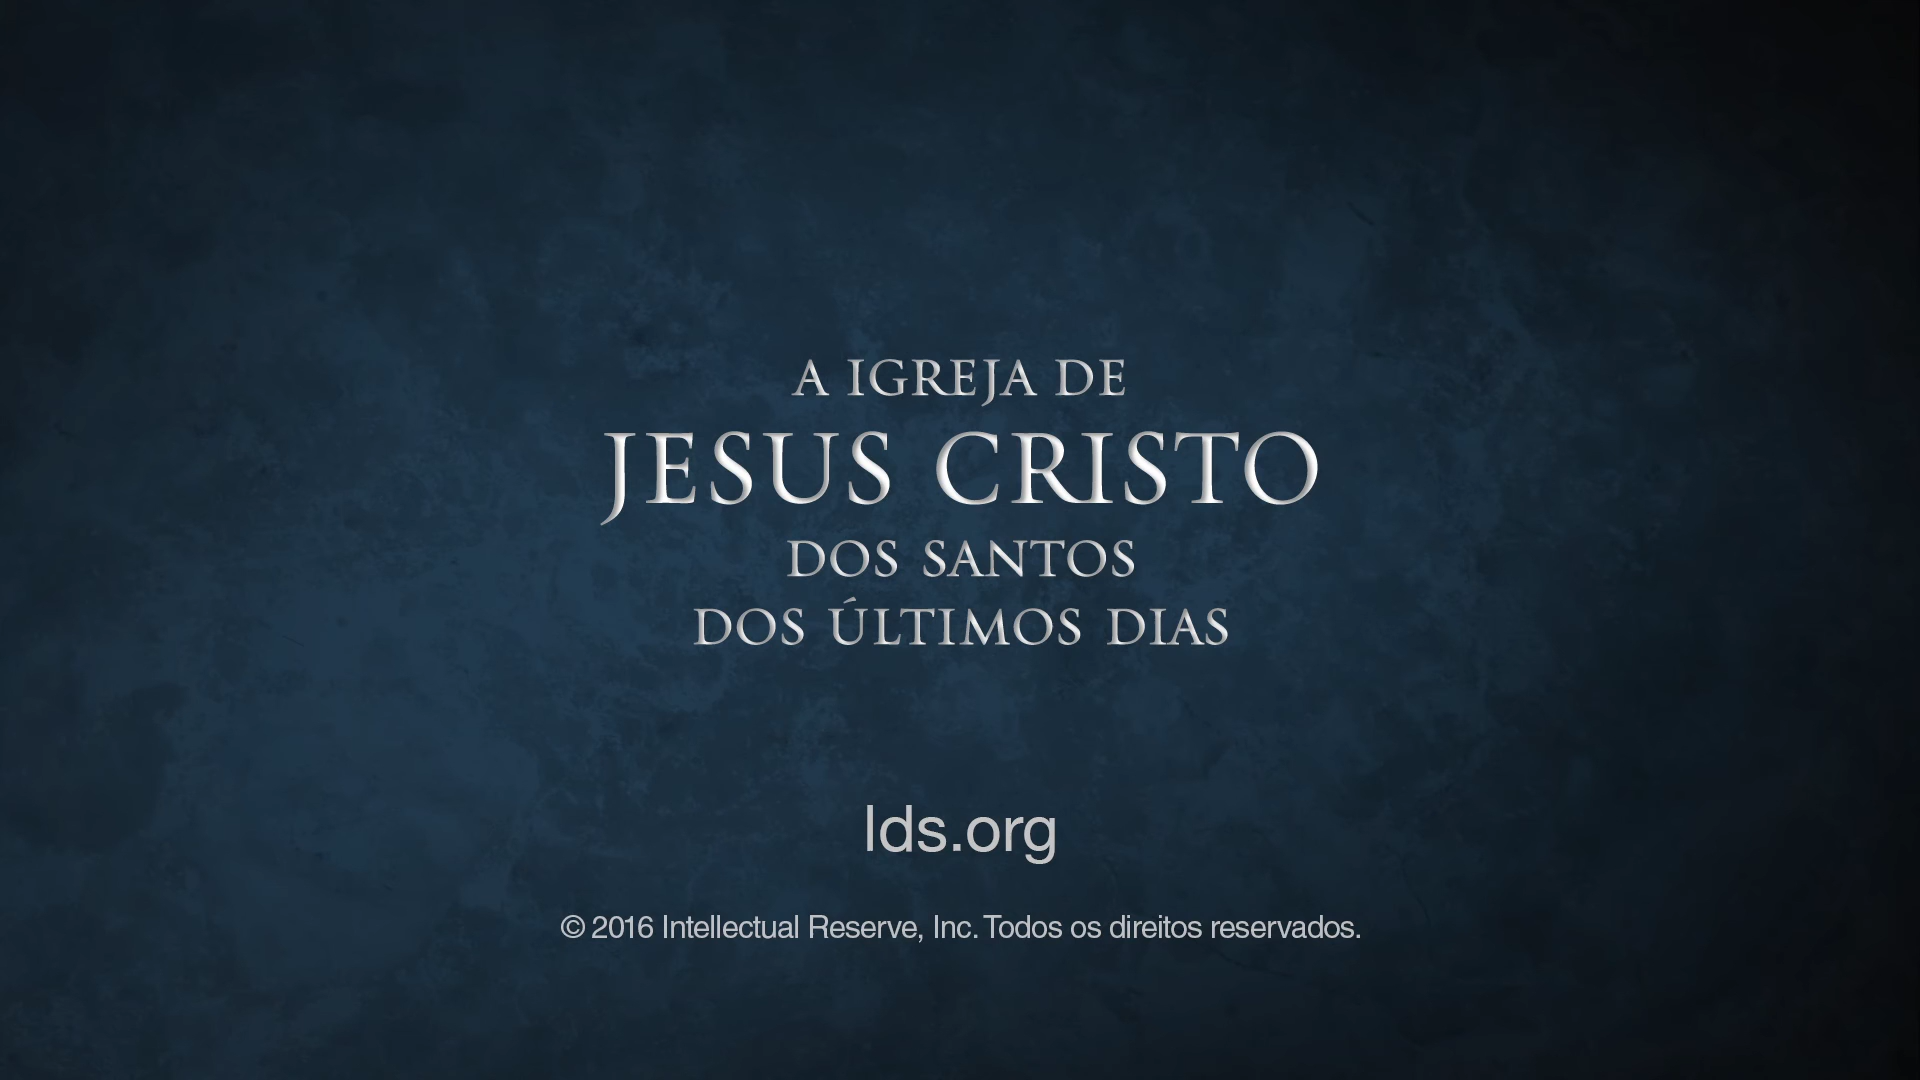 A IGREJA DE
JESUS CRISTO
DOS SANTOS
DOS ÚLTIMOS DIAS
lds.org
© 2016 Intellectual Reserve, Inc. Todos os direitos reservados.